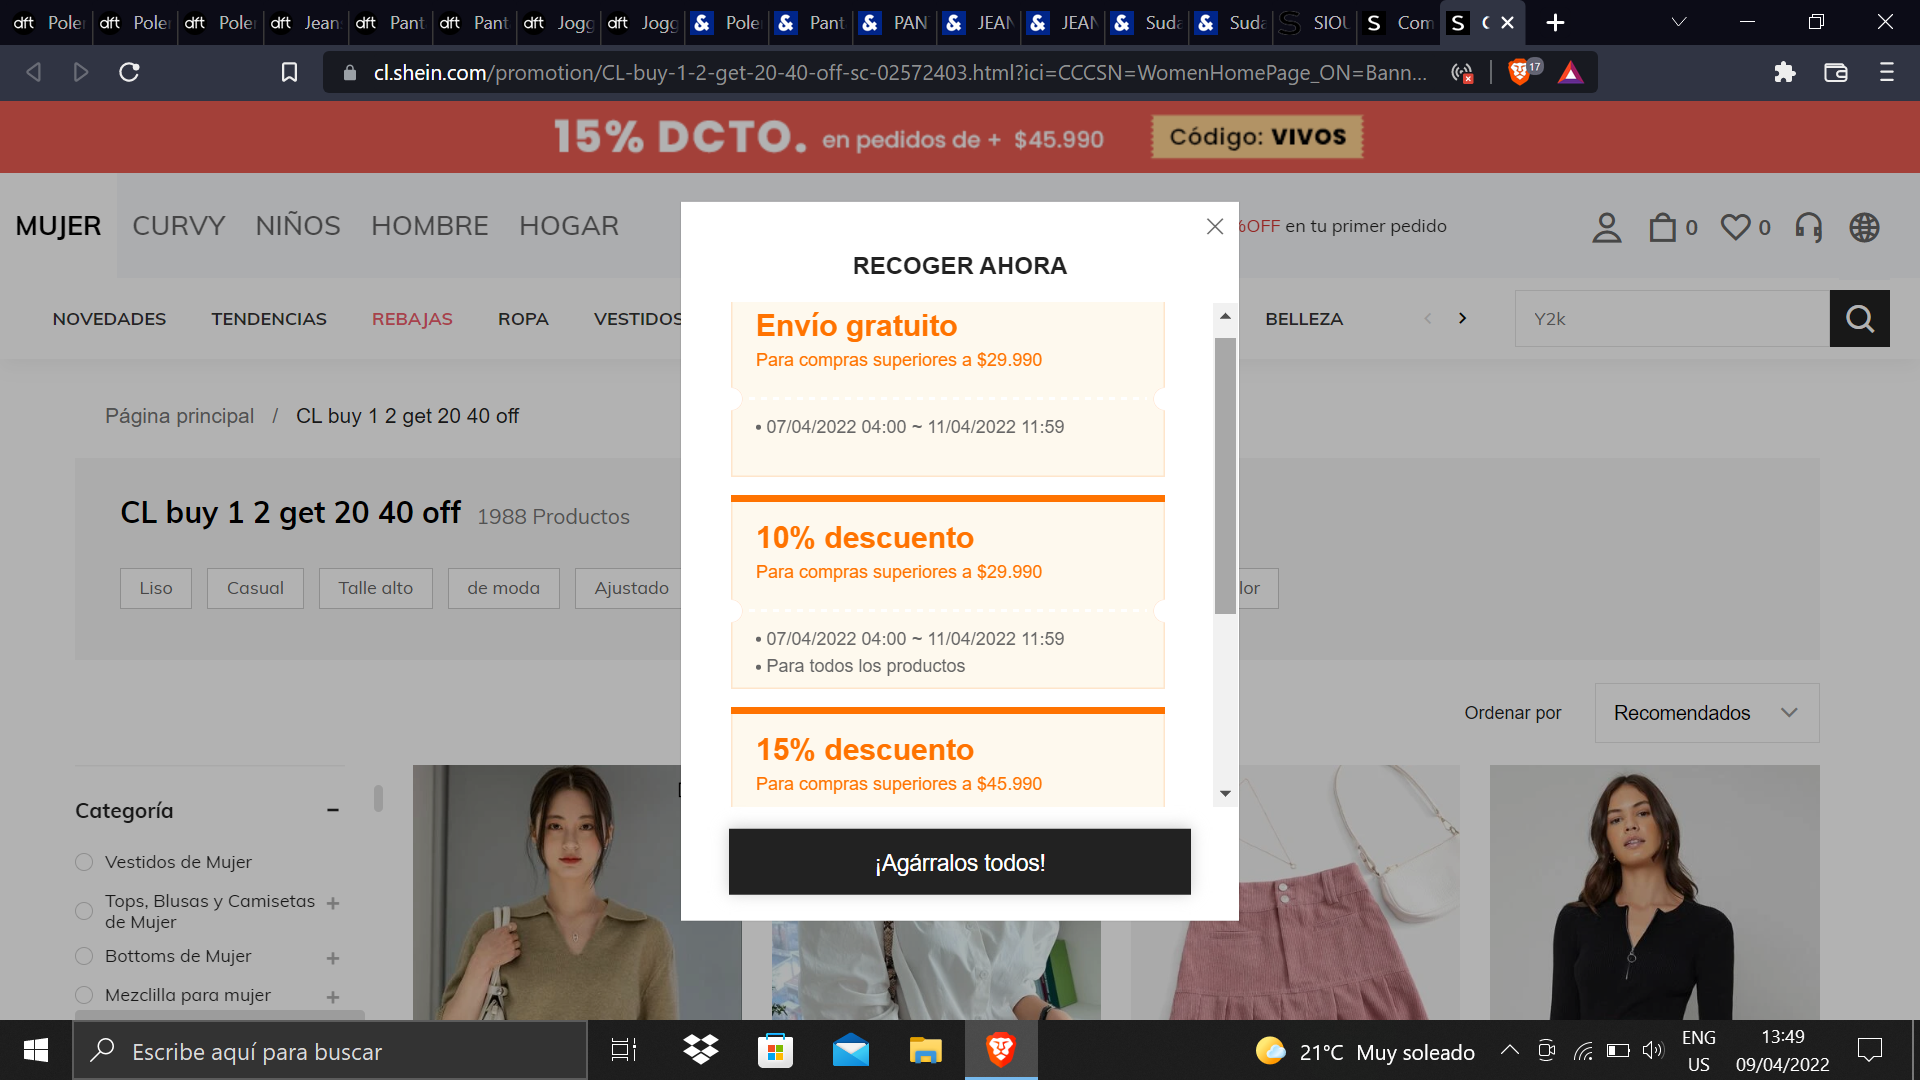 dft Poler
dft Poler
dft Poler
dft Jean
dft Pant
dft Pant
dft Jogg
dft Jogg
& Poler
& Pant
& PAN
& JEAN
& JEAN
& Suda
& Suda
S SIOU
S Com
S
cl.shein.com/promotion/CL-buy-1-2-get-20-40-off-sc-02572403.html?ici=CCCSN=WomenHomePage_ON=Bann...
17
15% DCTO. en pedidos de + $45.990 Código: VIVOS
MUJER CURVY NIÑOS HOMBRE HOGAR
%OFF en tu primer pedido
0 0
NOVEDADES TENDENCIAS REBAJAS ROPA VESTIDOS BELLEZA
Y2k
Página principal / CL buy 1 2 get 20 40 off
CL buy 1 2 get 20 40 off 1988 Productos
Liso Casual Talle alto de moda Ajustado lor
Ordenar por Recomendados
RECOGER AHORA
Envío gratuito
Para compras superiores a $29.990
• 07/04/2022 04:00 ~ 11/04/2022 11:59
10% descuento
Para compras superiores a $29.990
• 07/04/2022 04:00 ~ 11/04/2022 11:59
• Para todos los productos
15% descuento
Para compras superiores a $45.990
¡Agárralos todos!
Categoría
Vestidos de Mujer
Tops, Blusas y Camisetas
de Mujer
Bottoms de Mujer
Mezclilla para mujer
Escribe aquí para buscar
21°C Muy soleado
ENG
US
13:49
09/04/2022